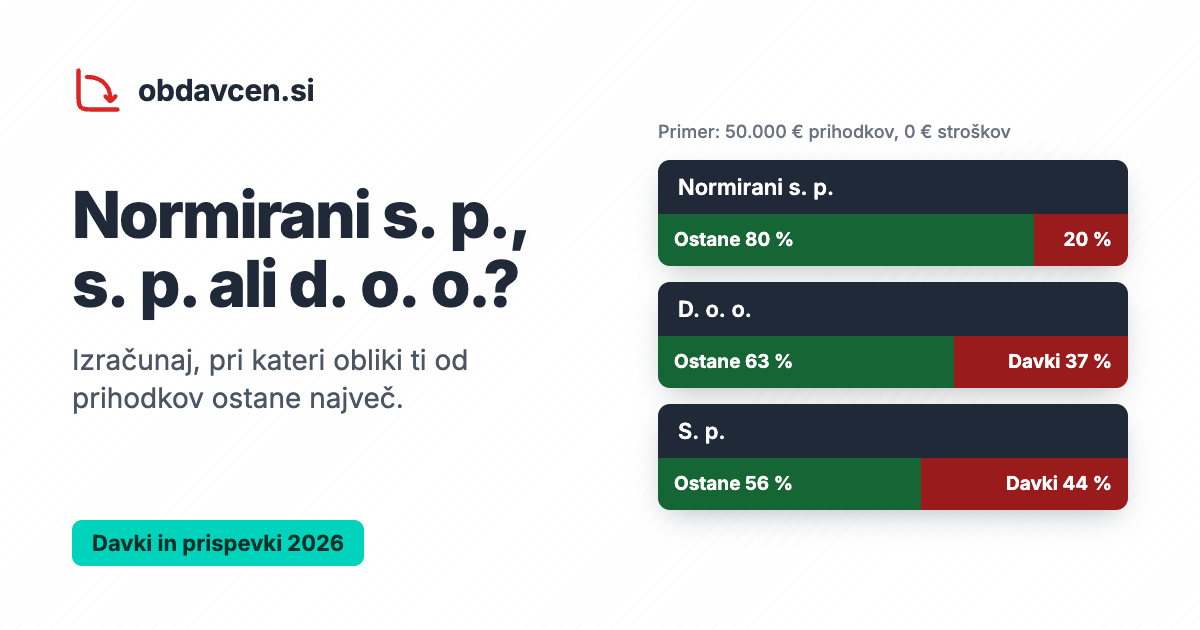 obdavcen.si
Normirani s. p.,
s. p. ali d. o. o.?
Izračunaj, pri kateri obliki ti od
prihodkov ostane največ.
Davki in prispevki 2026
Primer: 50.000 € prihodkov, 0 € stroškov
Normirani s. p.
Ostane 80 % 20 %
D. o. o.
Ostane 63 % Davki 37 %
S. p.
Ostane 56 % Davki 44 %